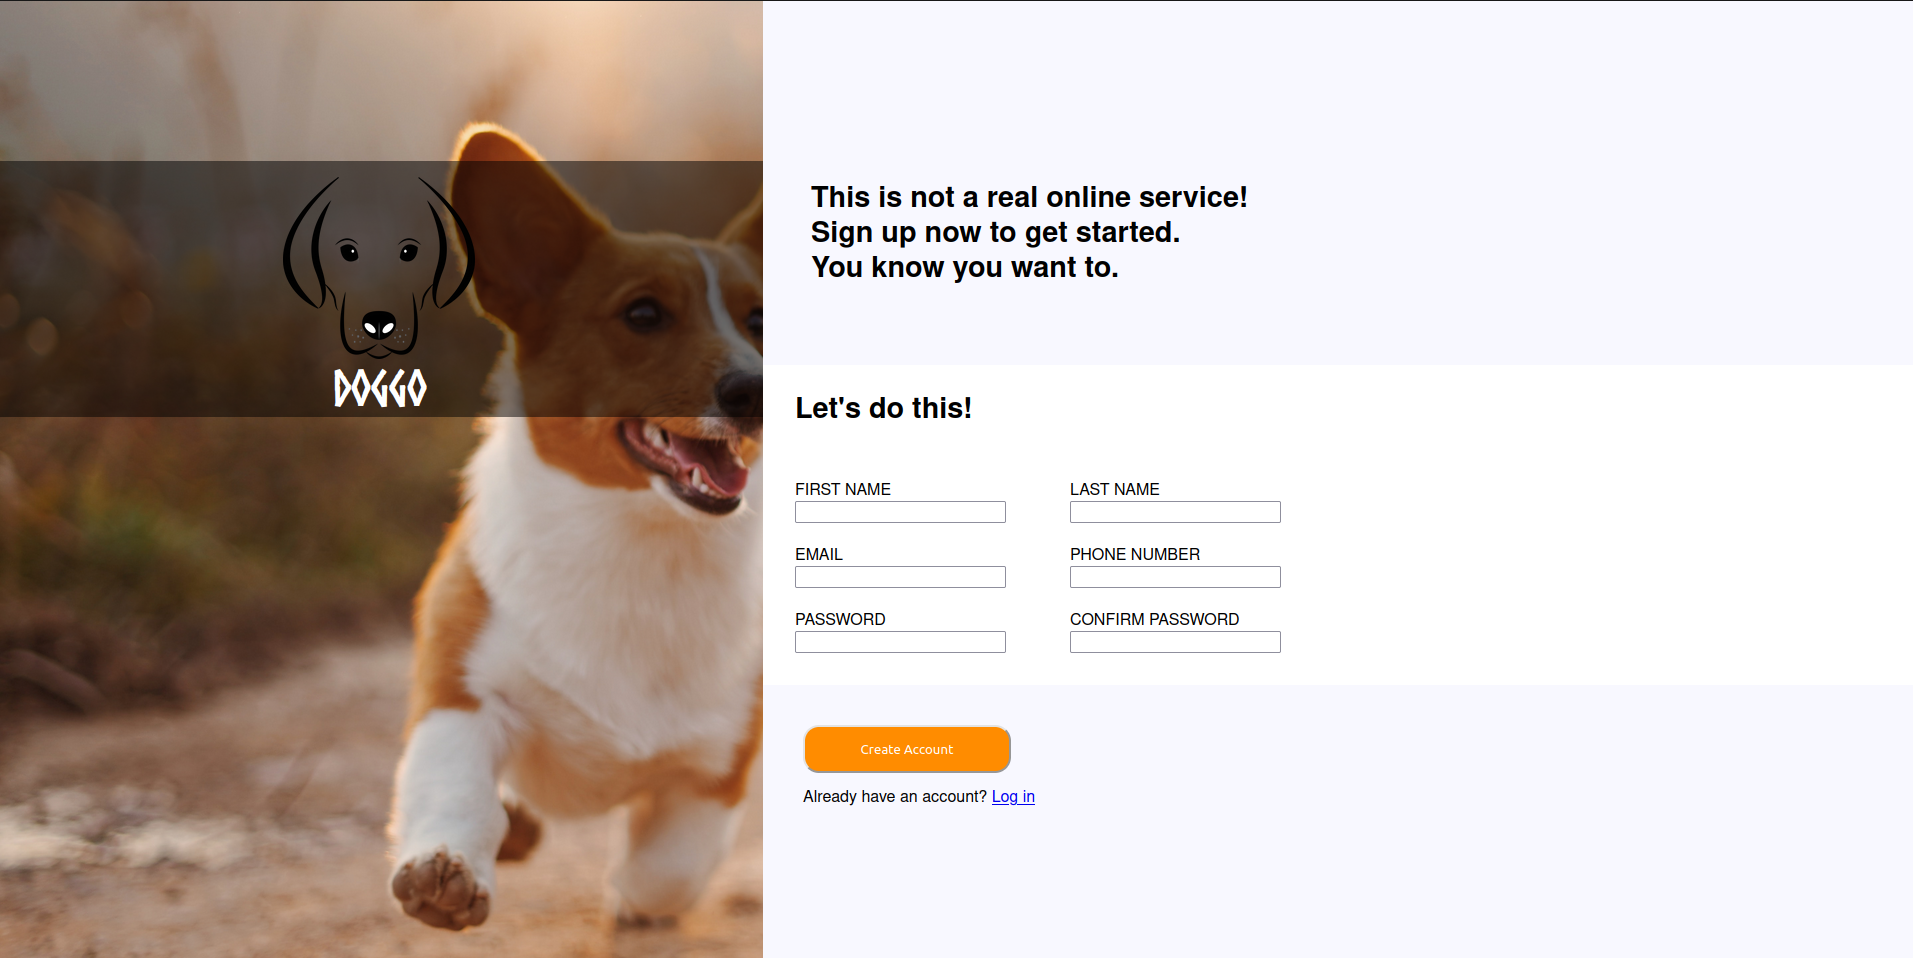 DOGGO
This is not a real online service!
Sign up now to get started.
You know you want to.
Let's do this!
FIRST NAME
LAST NAME
EMAIL
PHONE NUMBER
PASSWORD
CONFIRM PASSWORD
Create Account
Already have an account? Log in